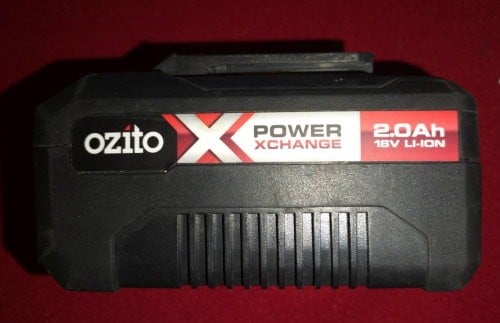 ozito
X
POWER
XCHANGE
2.0Ah
18V LI-ION